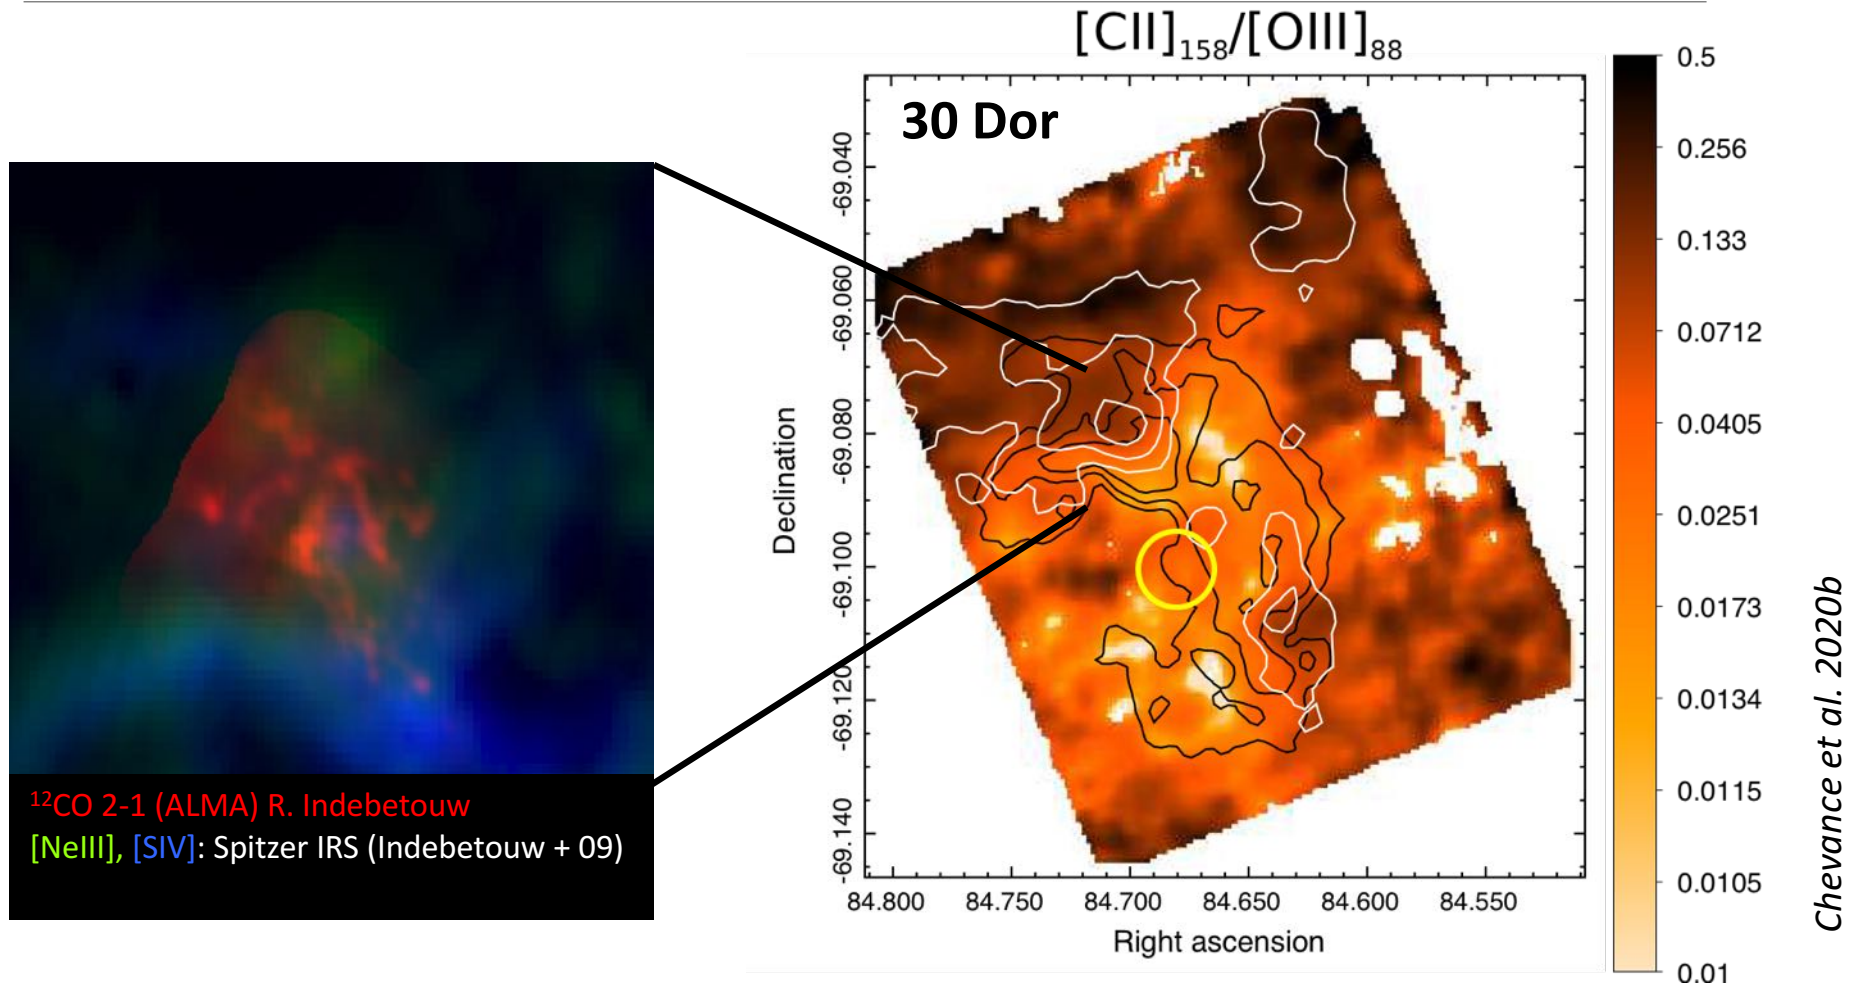 [CII]158/[OIII]88
30 Dor
¹²CO 2-1 (ALMA) R. Indebetouw
[NeIII], [SIV]: Spitzer IRS (Indebetouw + 09)
Declination
-69.040
-69.060
-69.080
-69.100
-69.120
-69.140
84.800 84.750 84.700 84.650 84.600 84.550
Right ascension
0.5
0.256
0.133
0.0712
0.0405
0.0251
0.0173
0.0134
0.0115
0.0105
0.01
Chevance et al. 2020b